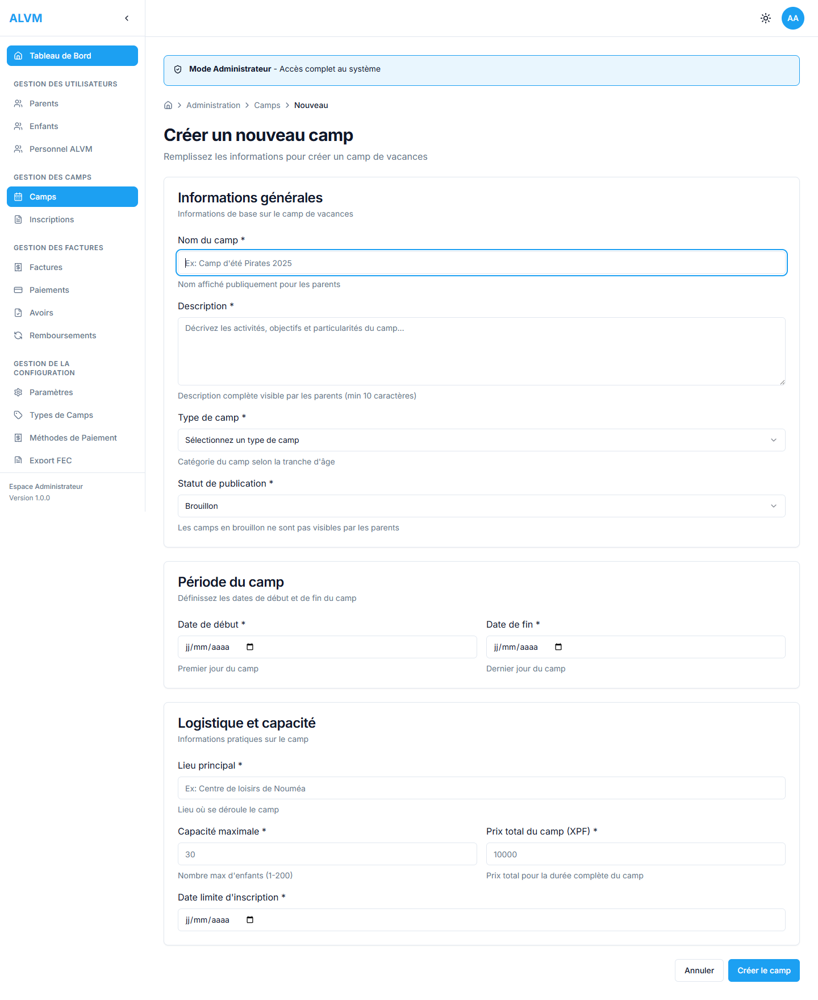 ALVM
AA
Tableau de Bord
GESTION DES UTILISATEURS
Parents
Enfants
Personnel ALVM
GESTION DES CAMPS
Camps
Inscriptions
GESTION DES FACTURES
Factures
Paiements
Avoirs
Remboursements
GESTION DE LA
CONFIGURATION
Paramètres
Types de Camps
Méthodes de Paiement
Export FEC
Espace Administrateur
Version 1.0.0
Mode Administrateur - Accès complet au système
Administration > Camps > Nouveau
Créer un nouveau camp
Remplissez les informations pour créer un camp de vacances
Informations générales
Informations de base sur le camp de vacances
Nom du camp *
Ex: Camp d'été Pirates 2025
Nom affiché publiquement pour les parents
Description *
Décrivez les activités, objectifs et particularités du camp...
Description complète visible par les parents (min 10 caractères)
Type de camp *
Sélectionnez un type de camp
Catégorie du camp selon la tranche d'âge
Statut de publication *
Brouillon
Les camps en brouillon ne sont pas visibles par les parents
Période du camp
Définissez les dates de début et de fin du camp
Date de début * Date de fin *
jj/mm/aaaa jj/mm/aaaa
Premier jour du camp Dernier jour du camp
Logistique et capacité
Informations pratiques sur le camp
Lieu principal *
Ex: Centre de loisirs de Nouméa
Lieu où se déroule le camp
Capacité maximale * Prix total du camp (XPF) *
30 10000
Nombre max d'enfants (1-200) Prix total pour la durée complète du camp
Date limite d'inscription *
jj/mm/aaaa
Annuler Créer le camp